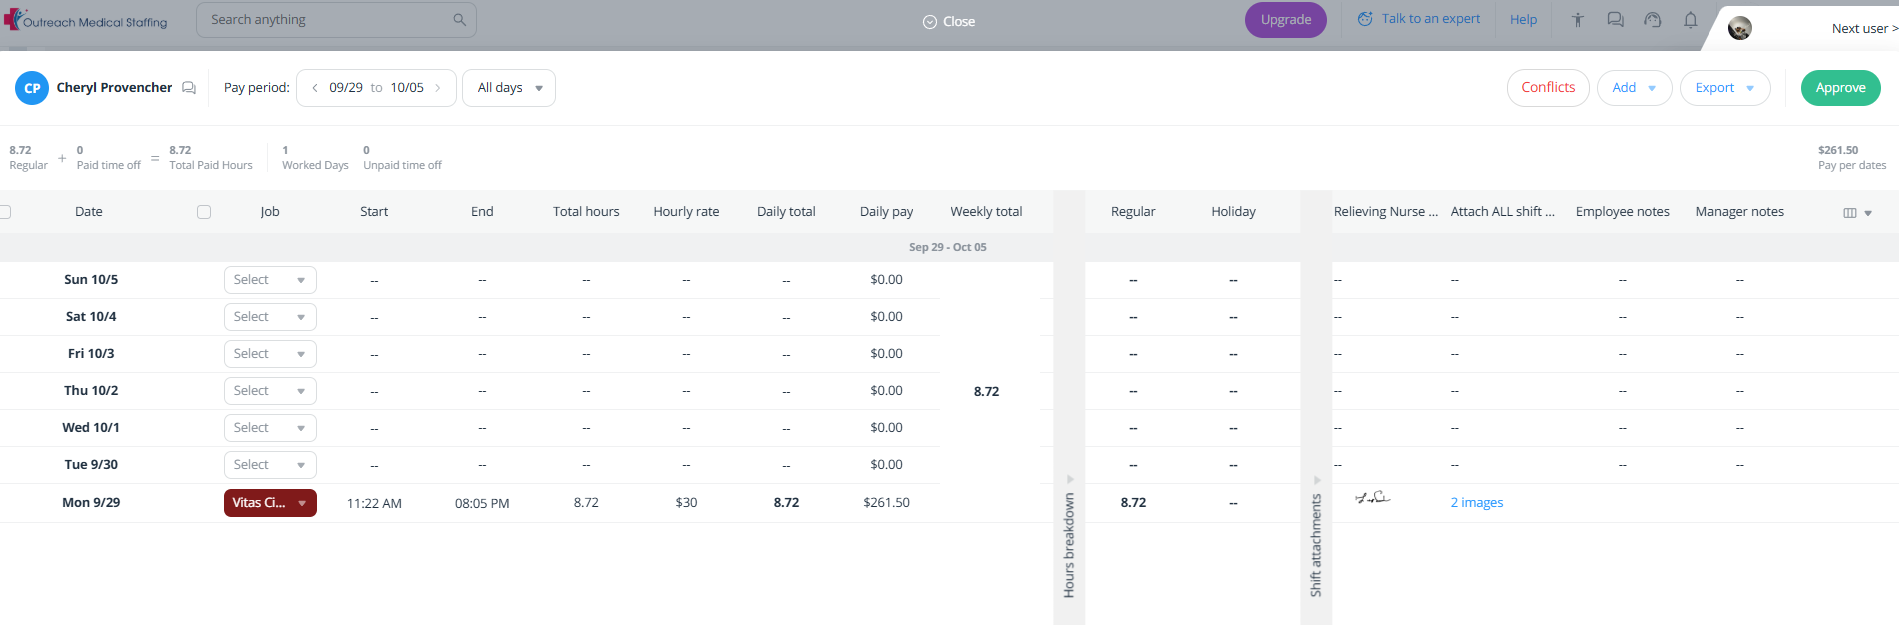 Outreach Medical Staffing Search anything Close Upgrade Talk to an expert Help Next user >
CP Cheryl Provencher Pay period: < 09/29 to 10/05 > All days Conflicts Add Export Approve
8.72 0 8.72 1 0 $261.50
Regular + Paid time off = Total Paid Hours Worked Days Unpaid time off Pay per dates
Date Job Start End Total hours Hourly rate Daily total Daily pay Weekly total Regular Holiday Relieving Nurse ... Attach ALL shift ... Employee notes Manager notes
Sep 29 - Oct 05
Sun 10/5 Select -- -- -- -- -- $0.00 -- -- -- -- -- --
Sat 10/4 Select -- -- -- -- -- $0.00 -- -- -- -- -- --
Fri 10/3 Select -- -- -- -- -- $0.00 -- -- -- -- -- --
Thu 10/2 Select -- -- -- -- -- $0.00 8.72 -- -- -- -- -- --
Wed 10/1 Select -- -- -- -- -- $0.00 -- -- -- -- -- --
Tue 9/30 Select -- -- -- -- -- $0.00 -- -- -- -- -- --
Mon 9/29 Vitas Ci... 11:22 AM 08:05 PM 8.72 $30 8.72 $261.50 8.72 -- 2 images
Hours breakdown
Shift attachments